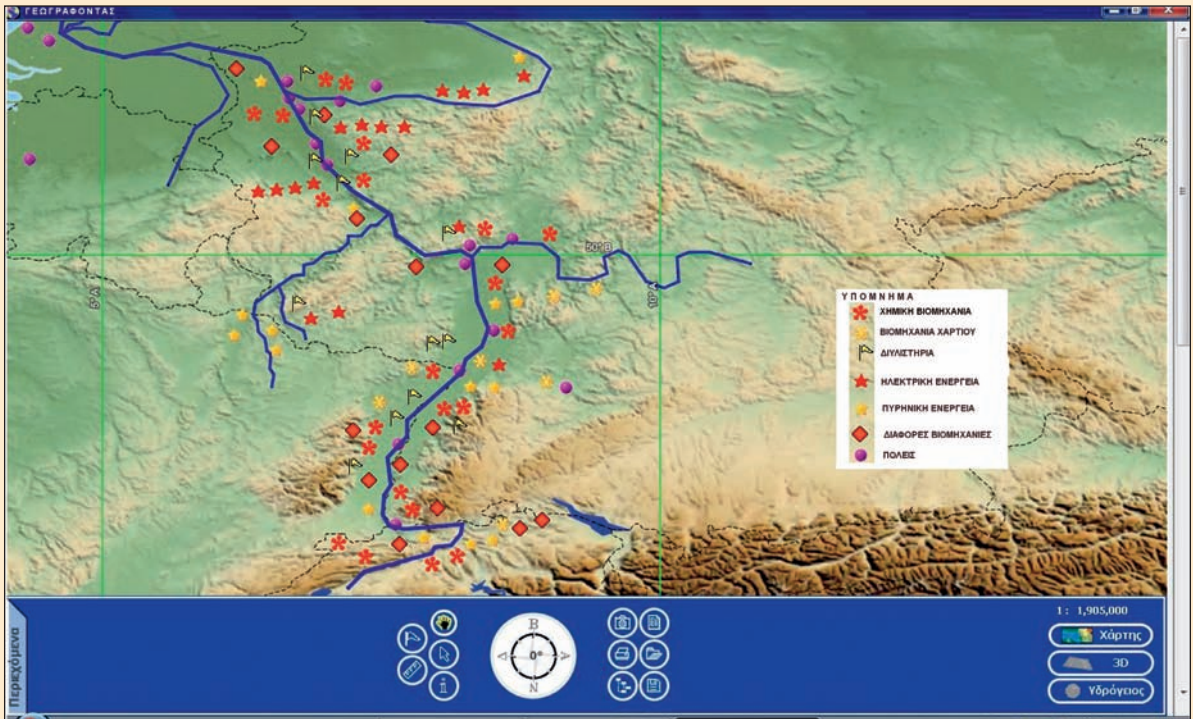 ΓΕΩΓΡΑΦΟΝΤΑΣ
50° Β
5° Α
10° Α
ΥΠΟΜΝΗΜΑ
ΧΗΜΙΚΗ ΒΙΟΜΗΧΑΝΙΑ
ΒΙΟΜΗΧΑΝΙΑ ΧΑΡΤΙΟΥ
ΔΙΥΛΙΣΤΗΡΙΑ
ΗΛΕΚΤΡΙΚΗ ΕΝΕΡΓΕΙΑ
ΠΥΡΗΝΙΚΗ ΕΝΕΡΓΕΙΑ
ΔΙΑΦΟΡΕΣ ΒΙΟΜΗΧΑΝΙΕΣ
ΠΟΛΕΙΣ
Περιεχόμενα
Β
0°
Ν
1 : 1,905,000
Χάρτης
3D
Υδρόγειος